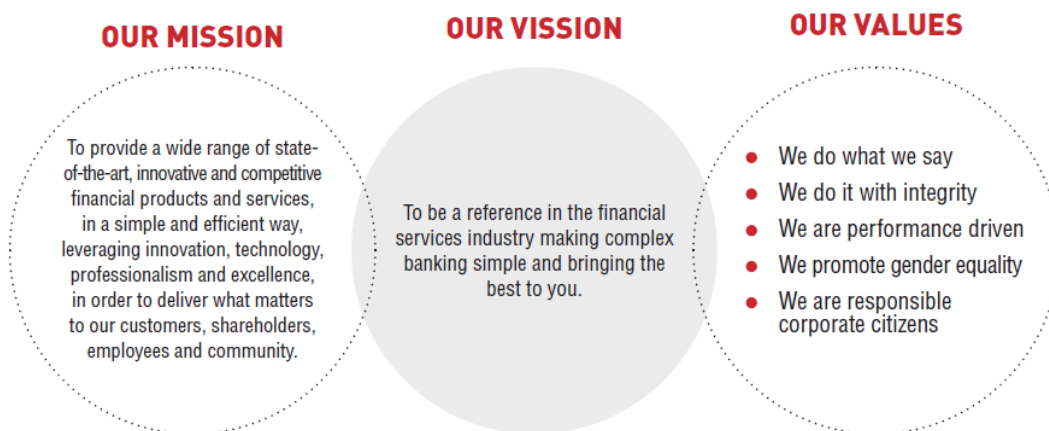 OUR MISSION
To provide a wide range of state-
of-the-art, innovative and competitive
financial products and services,
in a simple and efficient way,
leveraging innovation, technology,
professionalism and excellence,
in order to deliver what matters
to our customers, shareholders,
employees and community.
OUR VISSION
To be a reference in the financial
services industry making complex
banking simple and bringing the
best to you.
OUR VALUES
• We do what we say
• We do it with integrity
• We are performance driven
• We promote gender equality
• We are responsible
corporate citizens